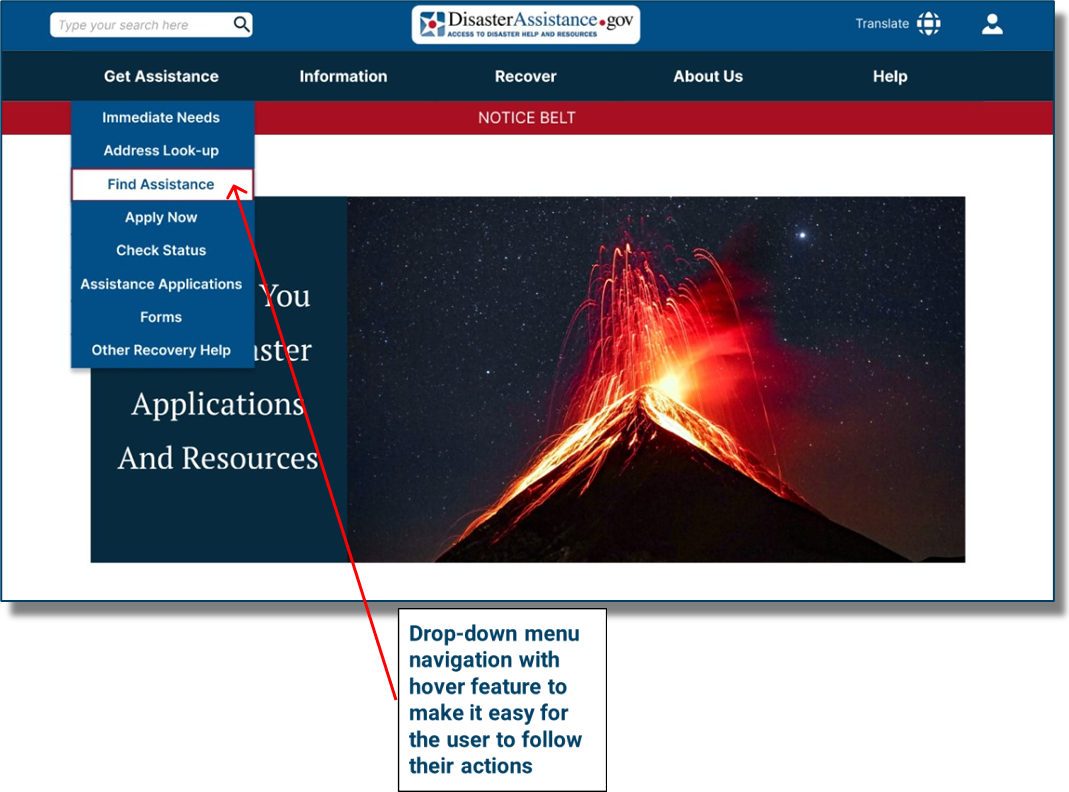 Type your search here
DisasterAssistance.gov
ACCESS TO DISASTER HELP AND RESOURCES
Translate
Get Assistance
Information
Recover
About Us
Help
NOTICE BELT
Immediate Needs
Address Look-up
Find Assistance
Apply Now
Check Status
Assistance Applications
Forms
Other Recovery Help
You
ster
Applications
And Resources
Drop-down menu
navigation with
hover feature to
make it easy for
the user to follow
their actions